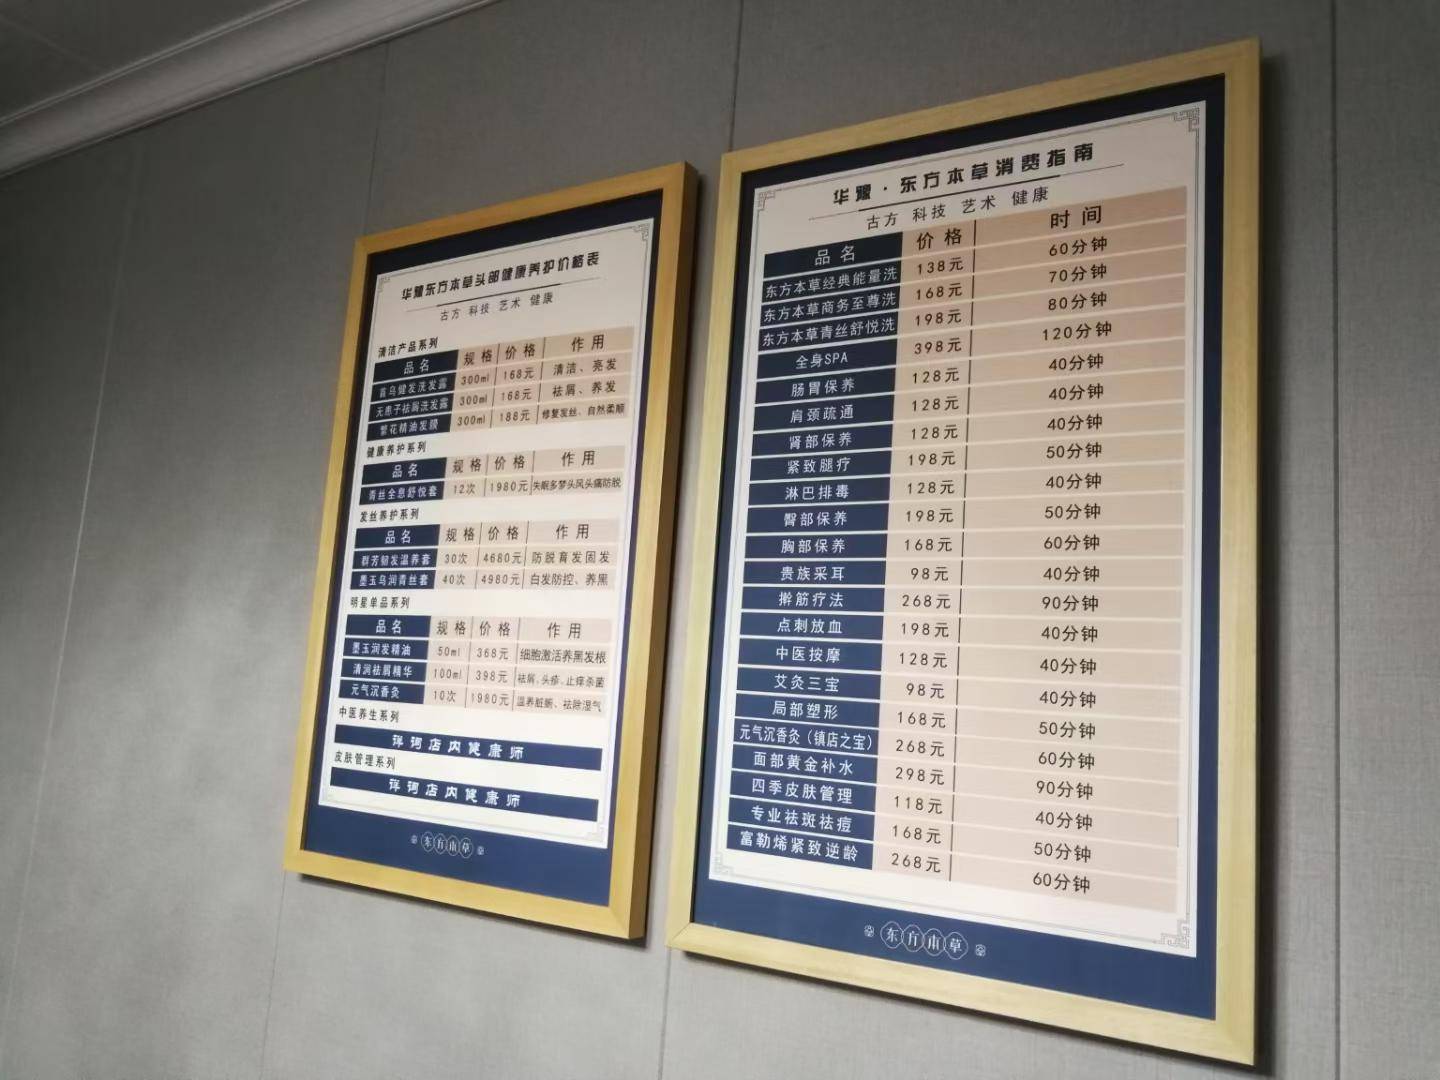 华豫东方本草头部健康养护价格表
古方 科技 艺术 健康
清洁产品系列
品名 规格 价格 作用
首乌健发洗发露 300ml 168元 清洁、亮发
无患子祛屑洗发露 300ml 168元 祛屑、养发
繁花精油发膜 300ml 188元 修复发丝、自然柔顺
健康养护系列
品名 规格 价格 作用
青丝全息舒悦套 12次 1980元 失眠多梦头风头痛防脱
发丝养护系列
品名 规格 价格 作用
群芳韧发温养套 30次 4680元 防脱育发固发
墨玉乌润青丝套 40次 4980元 白发防控、养黑
明星单品系列
品名 规格 价格 作用
墨玉润发精油 50ml 368元 细胞激活养黑发根
清润祛屑精华 100ml 398元 祛屑、头疹、止痒杀菌
元气沉香灸 10次 1980元 温养脏腑、祛除湿气
中医养生系列
详询店内健康师
皮肤管理系列
详询店内健康师
东方本草
华豫·东方本草消费指南
古方 科技 艺术 健康
品名 价格 时间
东方本草经典能量洗 138元 60分钟
东方本草商务至尊洗 168元 70分钟
东方本草青丝舒悦洗 198元 80分钟
全身SPA 398元 120分钟
肠胃保养 128元 40分钟
肩颈疏通 128元 40分钟
肾部保养 128元 40分钟
紧致腿疗 198元 50分钟
淋巴排毒 128元 40分钟
臀部保养 198元 50分钟
胸部保养 168元 60分钟
贵族采耳 98元 40分钟
擀筋疗法 268元 90分钟
点刺放血 198元 40分钟
中医按摩 128元 40分钟
艾灸三宝 98元 40分钟
局部塑形 168元 50分钟
元气沉香灸（镇店之宝） 268元 60分钟
面部黄金补水 298元 90分钟
四季皮肤管理 118元 40分钟
专业祛斑祛痘 168元 50分钟
富勒烯紧致逆龄 268元 60分钟
东方本草